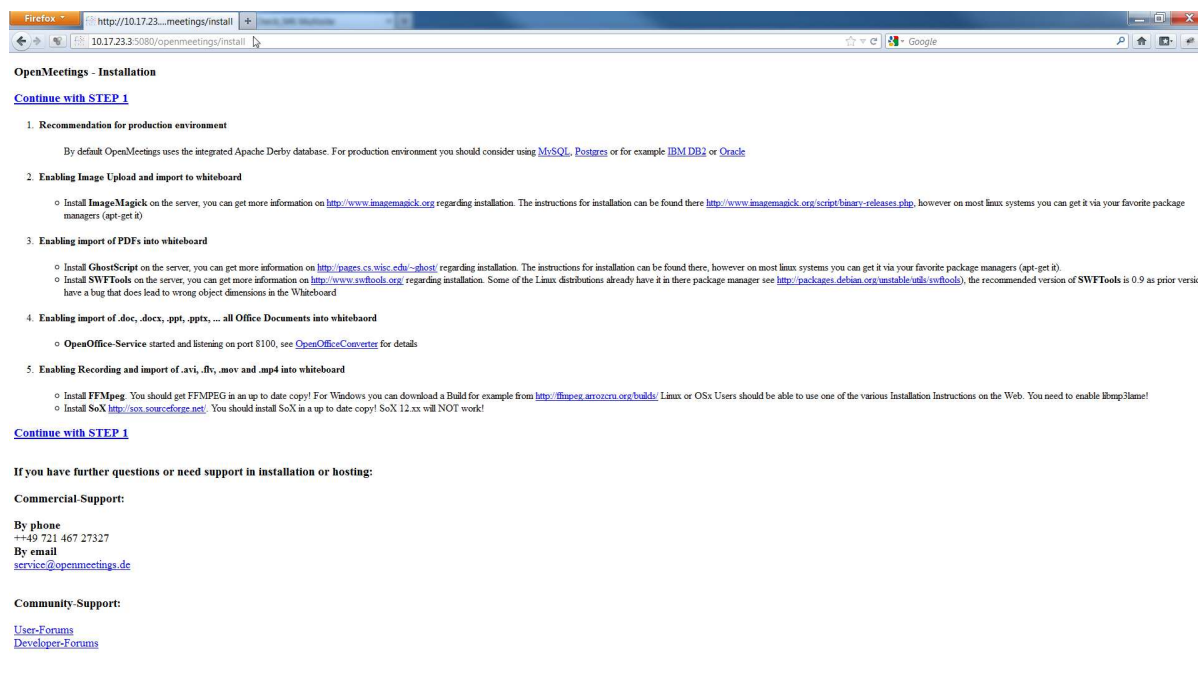 Firefox
http://10.17.23....meetings/install
10.17.23.3:5080/openmeetings/install
Google
OpenMeetings - Installation
Continue with STEP 1
1. Recommendation for production environment
By default OpenMeetings uses the integrated Apache Derby database. For production environment you should consider using MySQL, Postgres or for example IBM DB2 or Oracle
2. Enabling Image Upload and import to whiteboard
Install ImageMagick on the server, you can get more information on http://www.imagemagick.org regarding installation. The instructions for installation can be found there http://www.imagemagick.org/script/binary-releases.php, however on most linux systems you can get it via your favorite package
managers (apt-get it)
3. Enabling import of PDFs into whiteboard
Install GhostScript on the server, you can get more information on http://pages.cs.wisc.edu/~ghost/ regarding installation. The instructions for installation can be found there, however on most linux systems you can get it via your favorite package managers (apt-get it).
Install SWFTools on the server, you can get more information on http://www.swftools.org/ regarding installation. Some of the Linux distributions already have it in there package manager see http://packages.debian.org/unstable/utils/swftools), the recommended version of SWFTools is 0.9 as prior versic
have a bug that does lead to wrong object dimensions in the Whiteboard
4. Enabling import of .doc, .docx, .ppt, .pptx, ... all Office Documents into whitebaord
OpenOffice-Service started and listening on port 8100, see OpenOfficeConverter for details
5. Enabling Recording and import of .avi, .flv, .mov and .mp4 into whiteboard
Install FFMpeg. You should get FFMPEG in an up to date copy! For Windows you can download a Build for example from http://ffmpeg.arrozcru.org/builds/ Linux or OSx Users should be able to use one of the various Installation Instructions on the Web. You need to enable libmp3lame!
Install SoX http://sox.sourceforge.net/. You should install SoX in a up to date copy! SoX 12.xx will NOT work!
Continue with STEP 1
If you have further questions or need support in installation or hosting:
Commercial-Support:
By phone
++49 721 467 27327
By email
service@openmeetings.de
Community-Support:
User-Forums
Developer-Forums